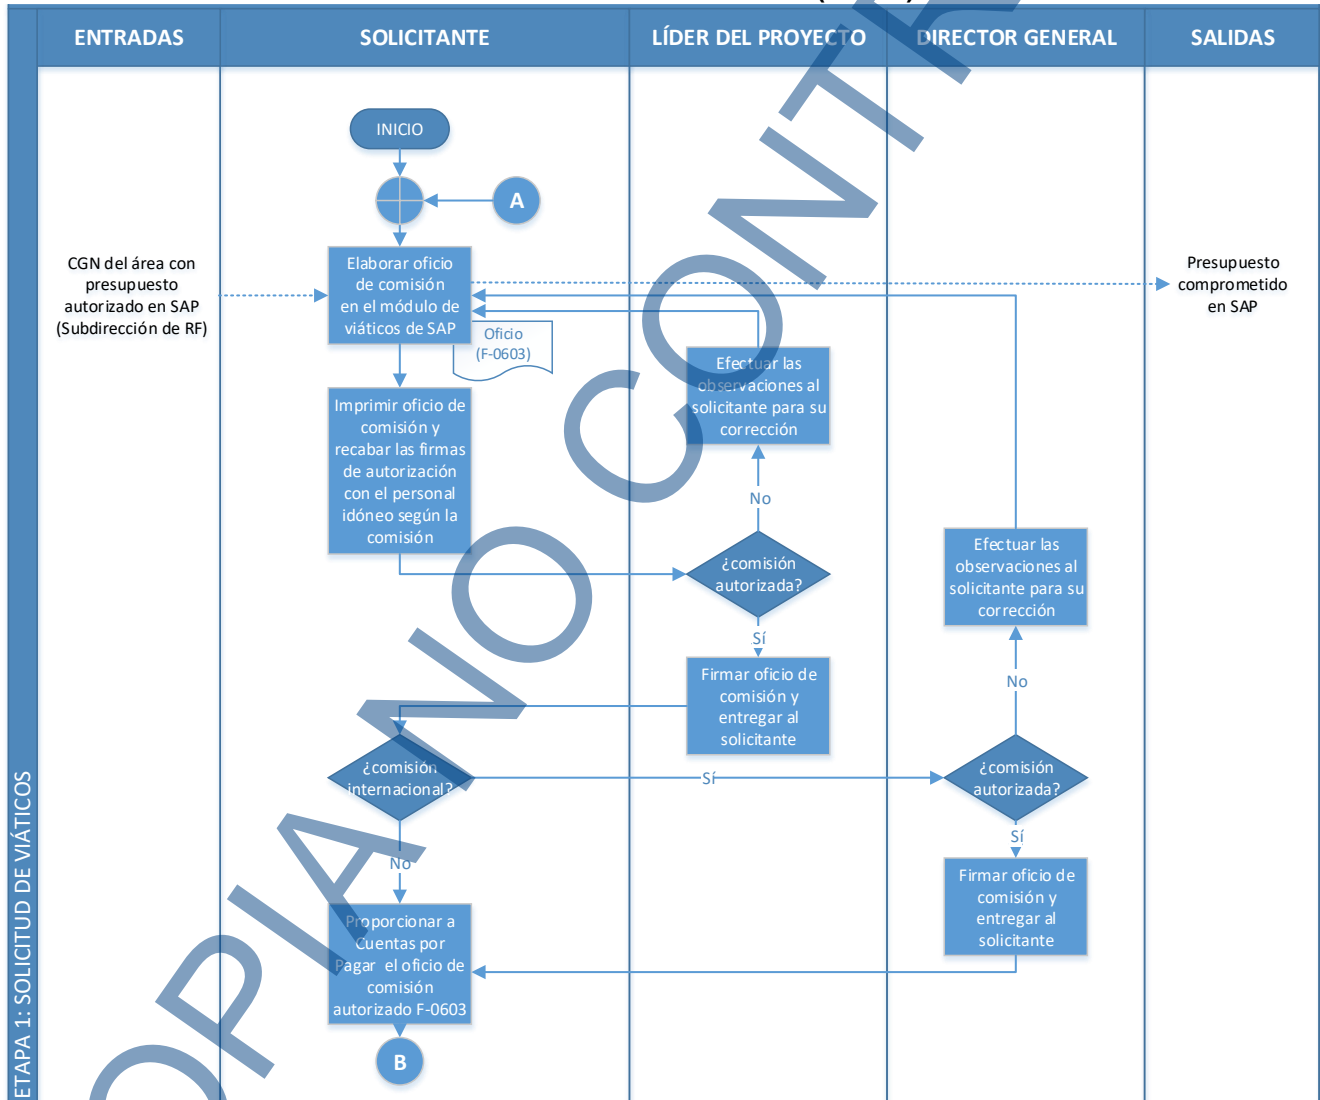 ENTRADAS
SOLICITANTE
LÍDER DEL PROYECTO
DIRECTOR GENERAL
SALIDAS
ETAPA 1: SOLICITUD DE VIÁTICOS
INICIO
A
CGN del área con
presupuesto
autorizado en SAP
(Subdirección de RF)
Elaborar oficio
de comisión
en el módulo de
viáticos de SAP
Oficio
(F-0603)
Presupuesto
comprometido
en SAP
Imprimir oficio de
comisión y
recabar las firmas
de autorización
con el personal
idóneo según la
comisión
Efectuar las
observaciones al
solicitante para su
corrección
No
¿comisión
autorizada?
Sí
Firmar oficio de
comisión y
entregar al
solicitante
Efectuar las
observaciones al
solicitante para su
corrección
No
¿comisión
internacional?
Sí
¿comisión
autorizada?
Sí
No
Firmar oficio de
comisión y
entregar al
solicitante
Proporcionar a
Cuentas por
Pagar el oficio de
comisión
autorizado F-0603
B
OPIA NO CONTR